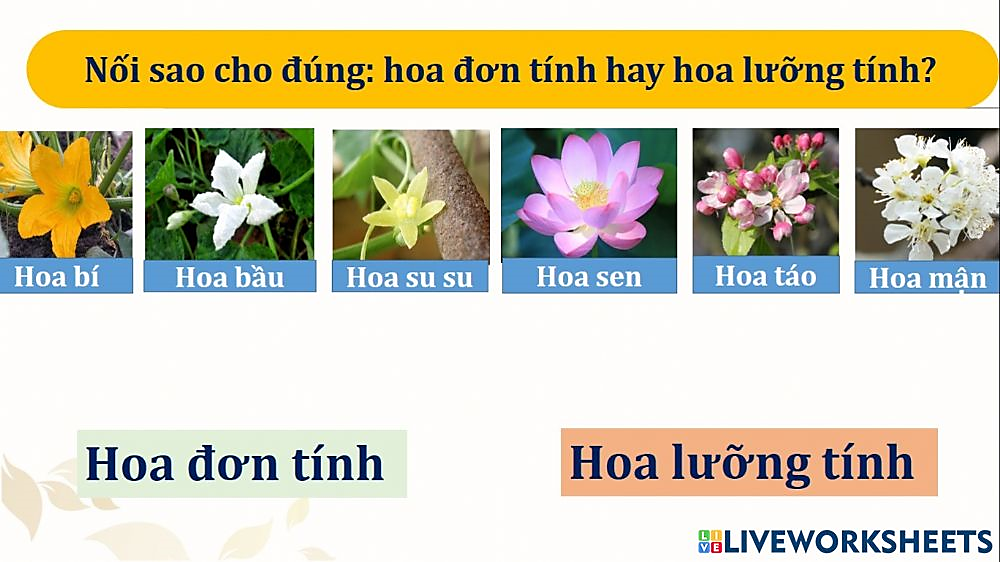 Nối sao cho đúng: hoa đơn tính hay hoa lưỡng tính?
Hoa bí
Hoa bầu
Hoa su su
Hoa sen
Hoa táo
Hoa mận
Hoa đơn tính
Hoa lưỡng tính
LIVE LIVEWORKSHEETS